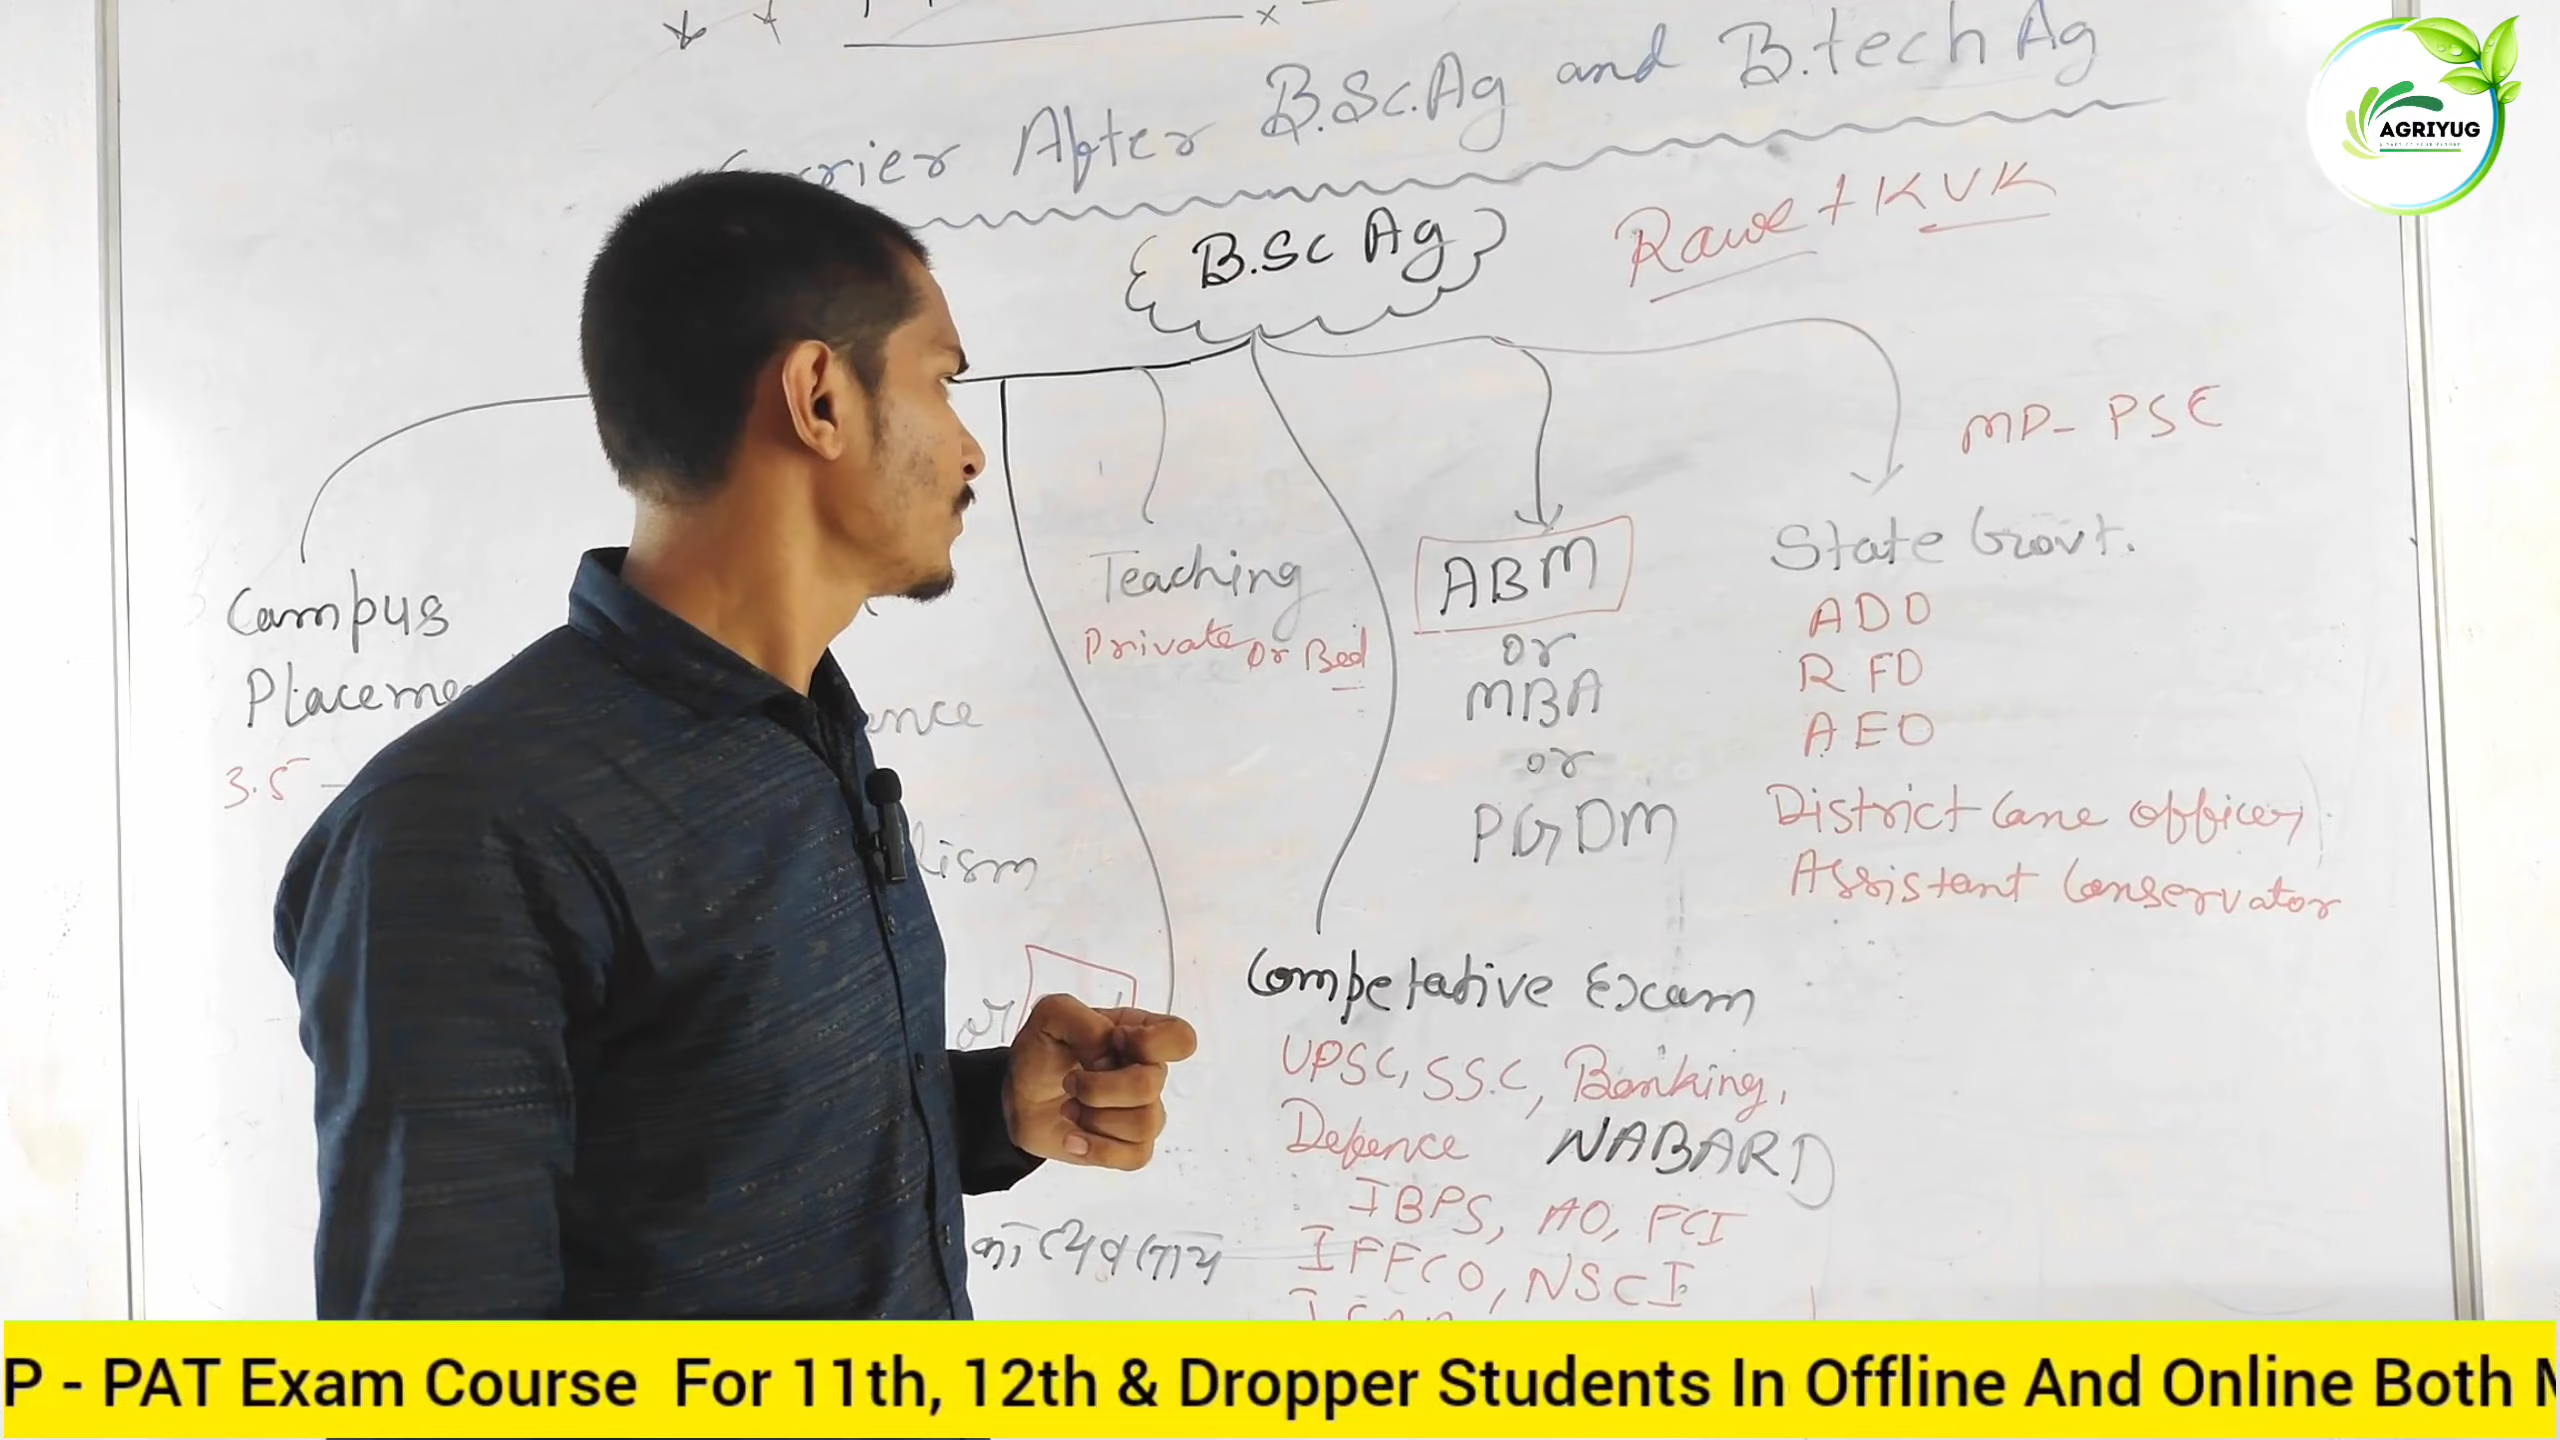 Carrier After B.Sc.Ag and B.tech Ag
AGRIYUG
B.Sc Ag
Rawe + KVK
MP- PSC
Campus
Placeme
3.5 -
ence
lism
Teaching
Private or Bed
ABM
or
MBA
or
PGDM
State Govt.
ADO
RFO
AEO
District Cane officer
Assistant Conservator
Competative Exam
UPSC, SSC, Banking,
Defence NABARD
IBPS, AO, FCI
IFFCO, NSCI
P - PAT Exam Course For 11th, 12th & Dropper Students In Offline And Online Both M